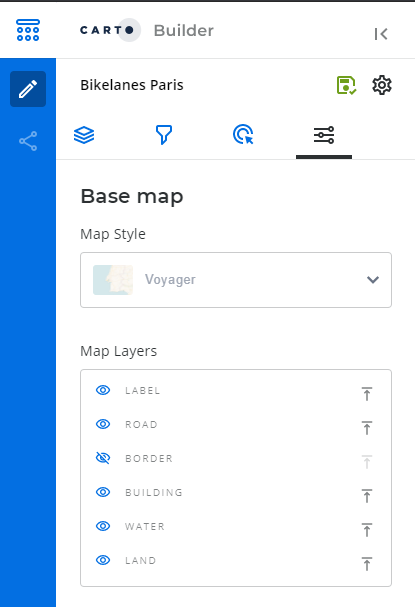 CARTO Builder
Bikelanes Paris
Base map
Map Style
Voyager
Map Layers
LABEL
ROAD
BORDER
BUILDING
WATER
LAND